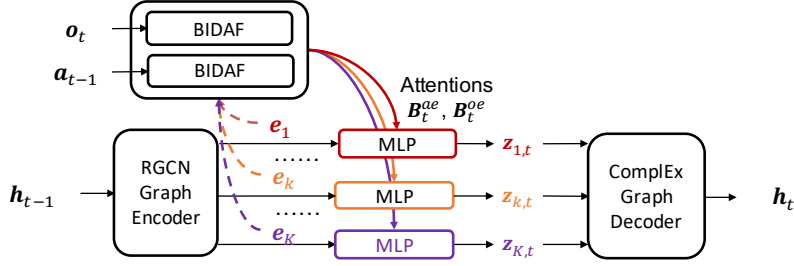 o_t
BIDAF
a_{t-1}
BIDAF
Attentions
B_t^{ae}, B_t^{oe}
e_1
MLP
z_{1,t}
......
RGCN
Graph
Encoder
h_{t-1}
e_k
MLP
z_{k,t}
......
ComplEx
Graph
Decoder
h_t
e_K
MLP
z_{K,t}